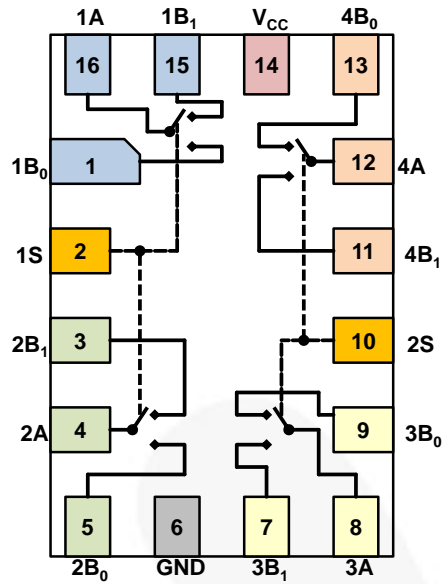 1A 1B₁ V_CC 4B₀
16 15 14 13
1B₀ 1 12 4A
1S 2 11 4B₁
2B₁ 3 10 2S
2A 4 9 3B₀
5 6 7 8
2B₀ GND 3B₁ 3A